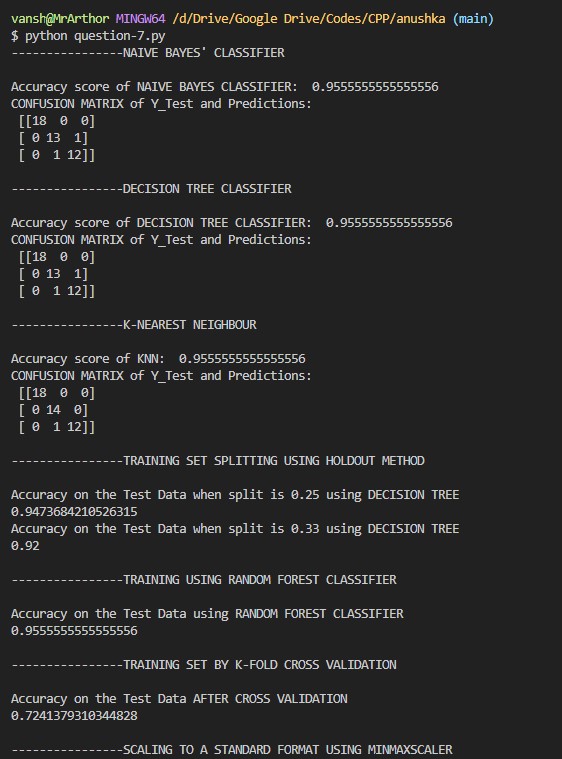 vansh@MrArthor MINGW64 /d/Drive/Google Drive/Codes/CPP/anushka (main)
$ python question-7.py
----------------NAIVE BAYES' CLASSIFIER
Accuracy score of NAIVE BAYES CLASSIFIER:  0.9555555555555556
CONFUSION MATRIX of Y_Test and Predictions:
 [[18  0  0]
 [ 0 13  1]
 [ 0  1 12]]
----------------DECISION TREE CLASSIFIER
Accuracy score of DECISION TREE CLASSIFIER:  0.9555555555555556
CONFUSION MATRIX of Y_Test and Predictions:
 [[18  0  0]
 [ 0 13  1]
 [ 0  1 12]]
----------------K-NEAREST NEIGHBOUR
Accuracy score of KNN:  0.9555555555555556
CONFUSION MATRIX of Y_Test and Predictions:
 [[18  0  0]
 [ 0 14  0]
 [ 0  1 12]]
----------------TRAINING SET SPLITTING USING HOLDOUT METHOD
Accuracy on the Test Data when split is 0.25 using DECISION TREE
0.9473684210526315
Accuracy on the Test Data when split is 0.33 using DECISION TREE
0.92
----------------TRAINING USING RANDOM FOREST CLASSIFIER
Accuracy on the Test Data using RANDOM FOREST CLASSIFIER
0.9555555555555556
----------------TRAINING SET BY K-FOLD CROSS VALIDATION
Accuracy on the Test Data AFTER CROSS VALIDATION
0.7241379310344828
----------------SCALING TO A STANDARD FORMAT USING MINMAXSCALER